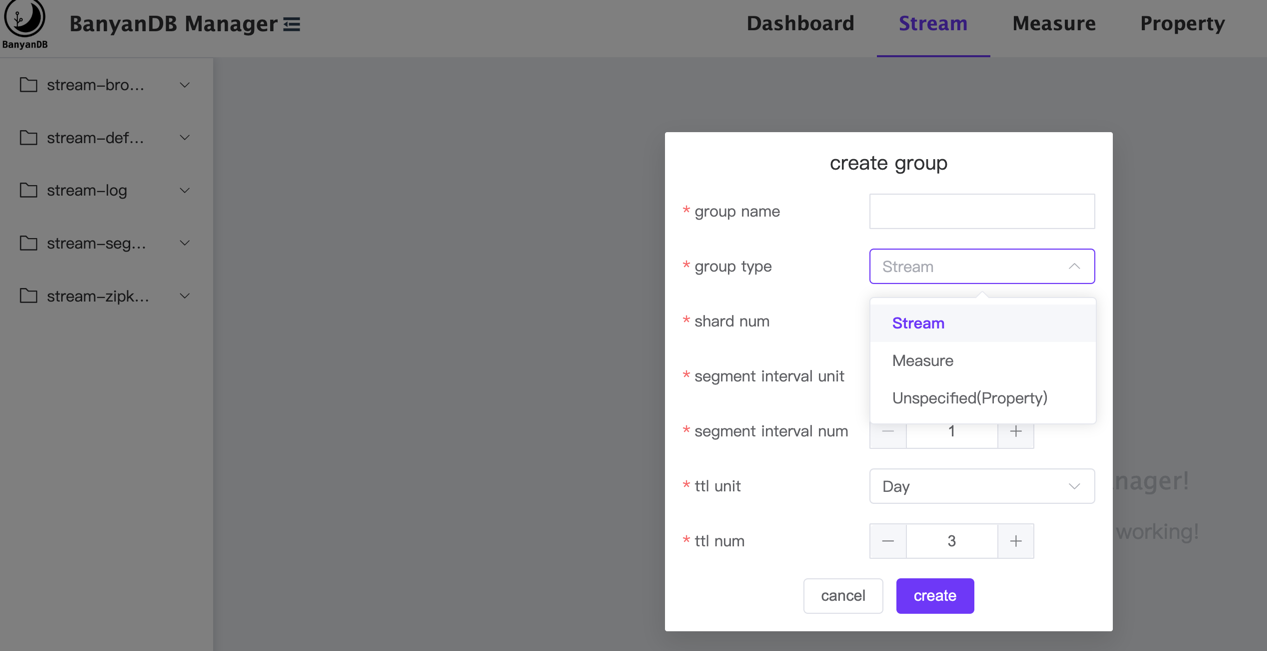 BanyanDB
BanyanDB Manager
Dashboard
Stream
Measure
Property
stream-bro...
stream-def...
stream-log
stream-seg...
stream-zipk...
create group
* group name
* group type
Stream
Stream
Measure
Unspecified(Property)
* shard num
* segment interval unit
* segment interval num
1
* ttl unit
Day
* ttl num
3
cancel
create
nager!
working!